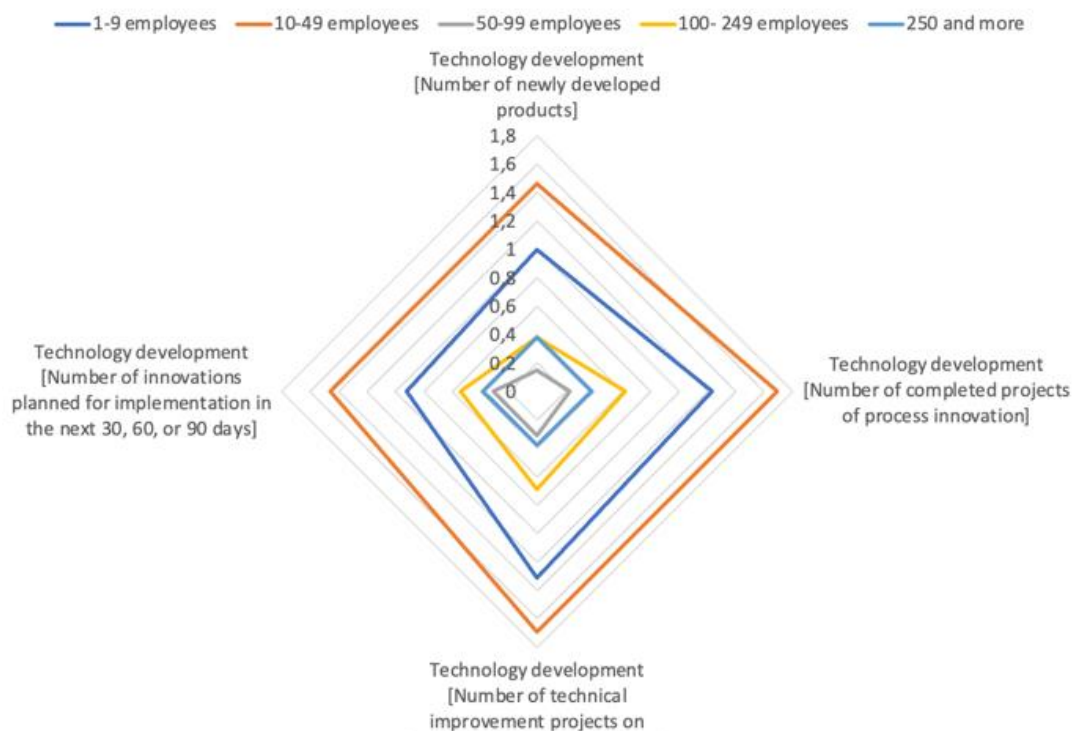 1-9 employees 10-49 employees 50-99 employees 100- 249 employees 250 and more
Technology development
[Number of newly developed
products]
1,8
1,6
1,4
1,2
1
0,8
0,6
0,4
0,2
0
Technology development
[Number of innovations
planned for implementation in
the next 30, 60, or 90 days]
Technology development
[Number of completed projects
of process innovation]
Technology development
[Number of technical
improvement projects on